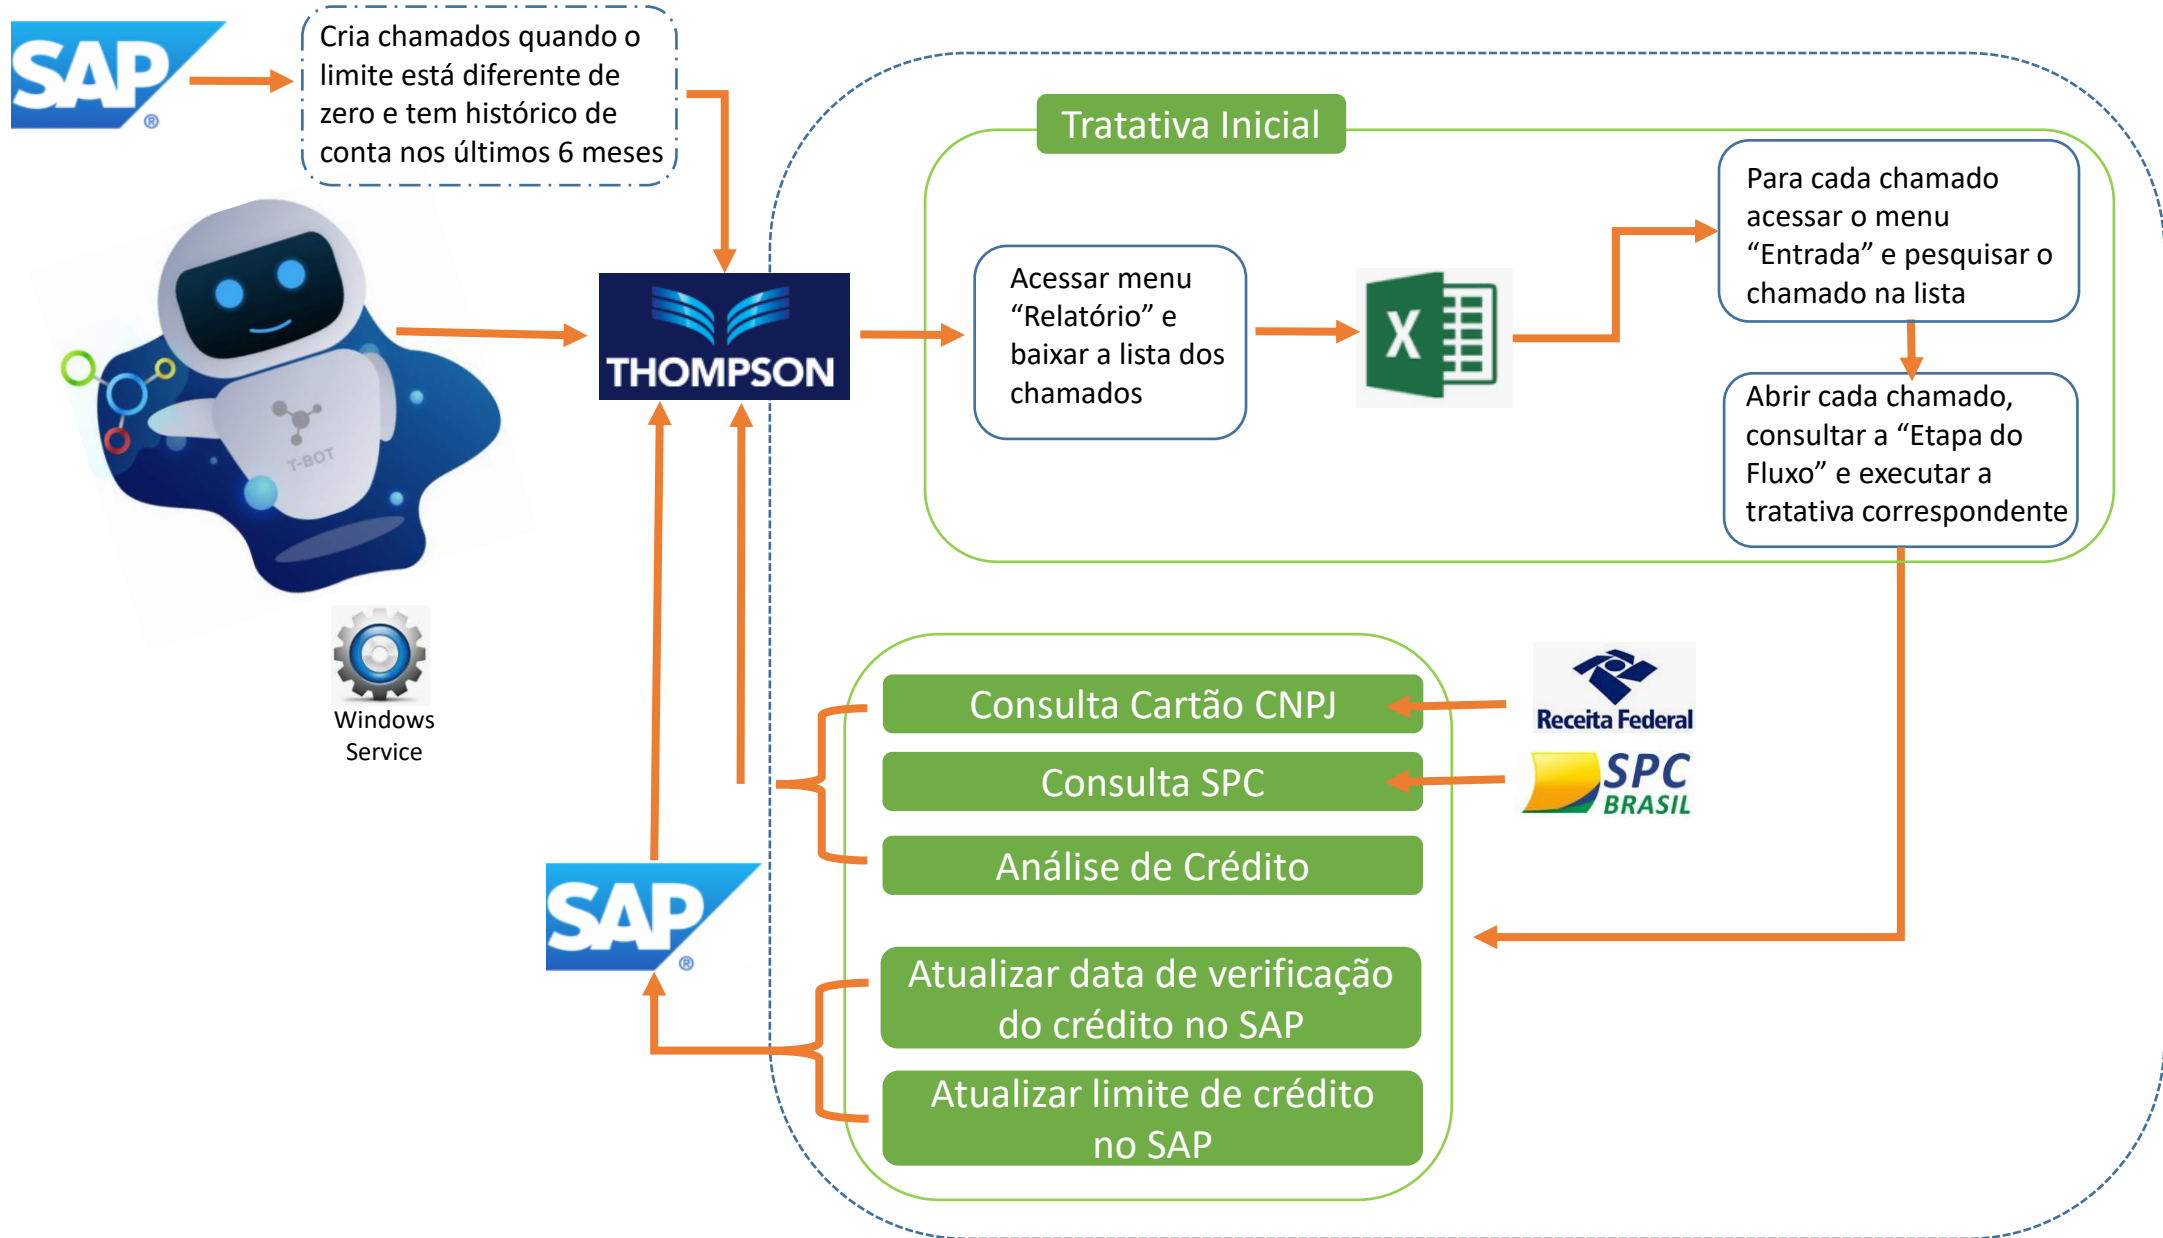 SAP
®
Cria chamados quando o
limite está diferente de
zero e tem histórico de
conta nos últimos 6 meses
Tratativa Inicial
Para cada chamado
acessar o menu
“Entrada” e pesquisar o
chamado na lista
Acessar menu
“Relatório” e
baixar a lista dos
chamados
X
THOMPSON
Abrir cada chamado,
consultar a “Etapa do
Fluxo” e executar a
tratativa correspondente
T-BOT
Windows
Service
Consulta Cartão CNPJ
Receita Federal
Consulta SPC
SPC
BRASIL
Análise de Crédito
SAP
®
Atualizar data de verificação
do crédito no SAP
Atualizar limite de crédito
no SAP